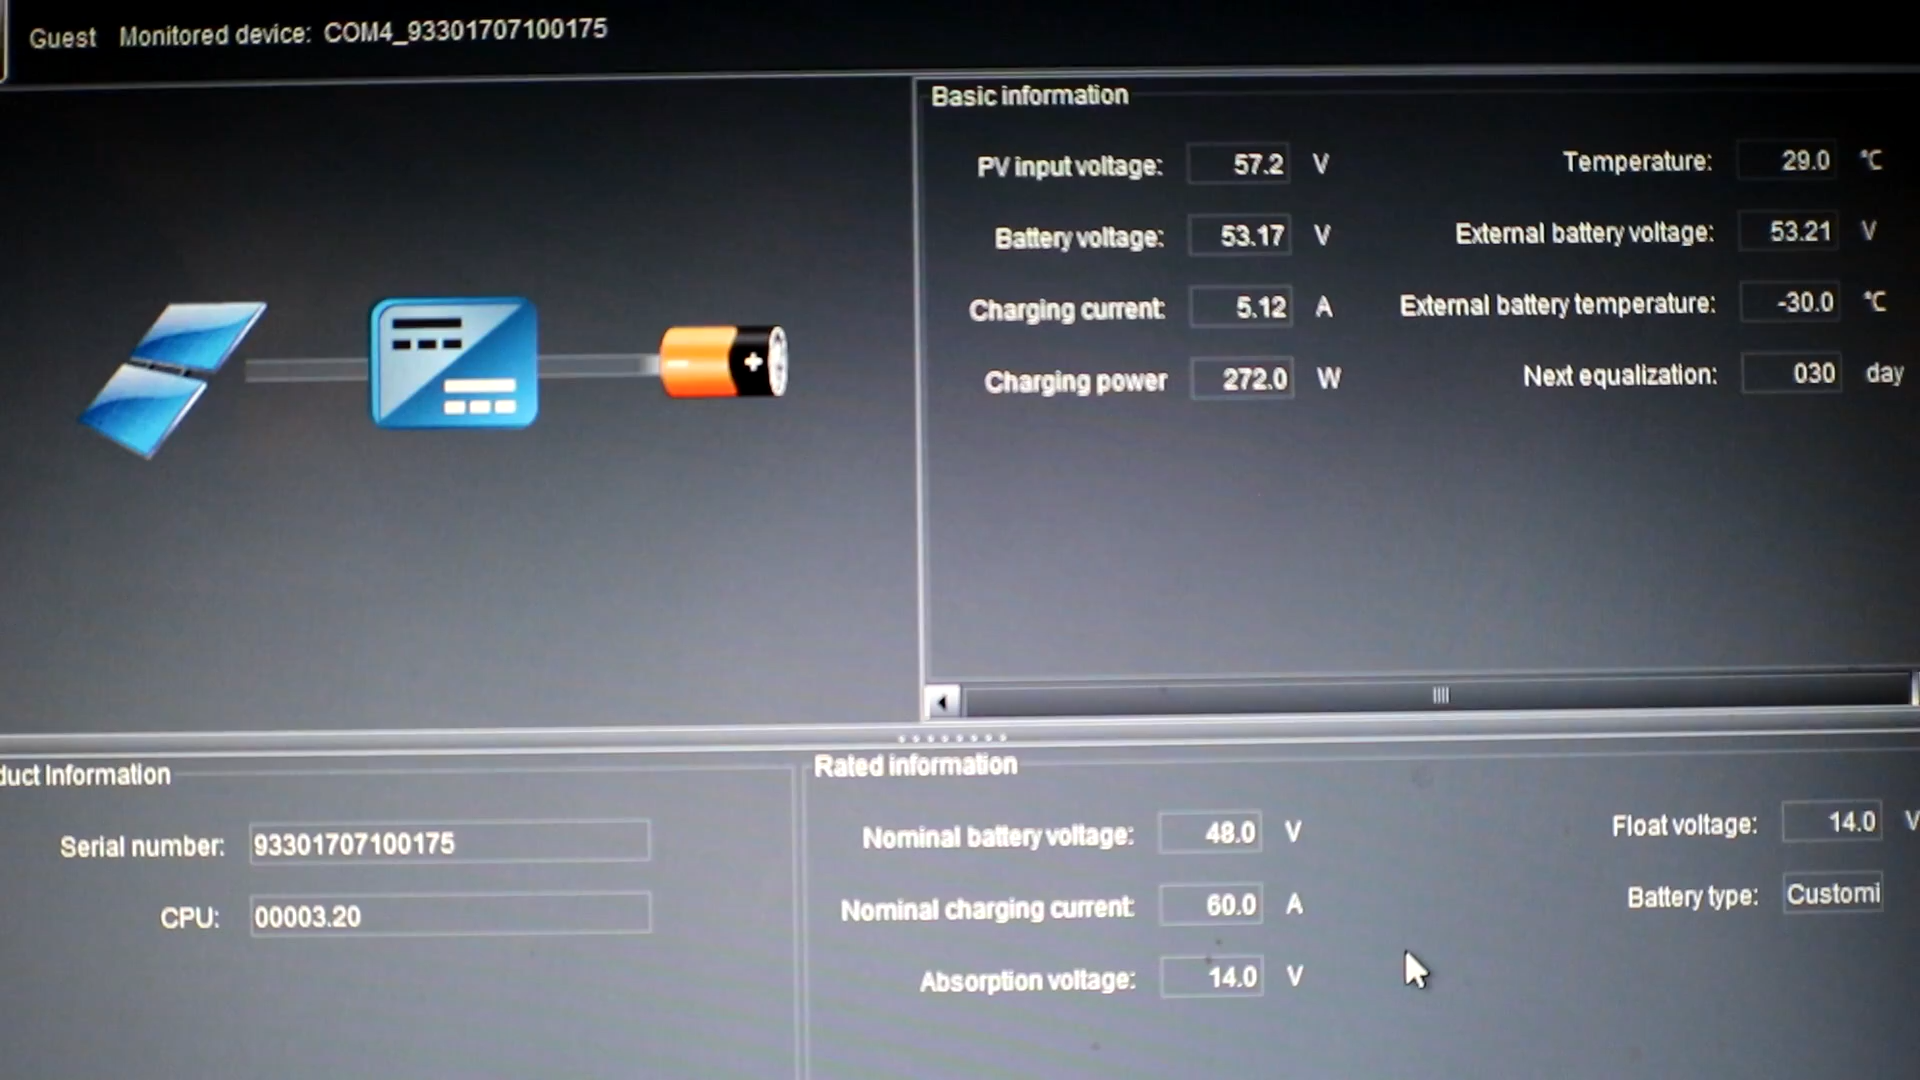 Guest Monitored device: COM4_93301707100175
Basic information
PV input voltage: 57.2 V
Temperature: 29.0 °C
Battery voltage: 53.17 V
External battery voltage: 53.21 V
Charging current: 5.12 A
External battery temperature: -30.0 °C
Charging power 272.0 W
Next equalization: 030 day
duct Information
Serial number: 93301707100175
CPU: 00003.20
Rated information
Nominal battery voltage: 48.0 V
Float voltage: 14.0 V
Nominal charging current: 60.0 A
Battery type: Customi
Absorption voltage: 14.0 V